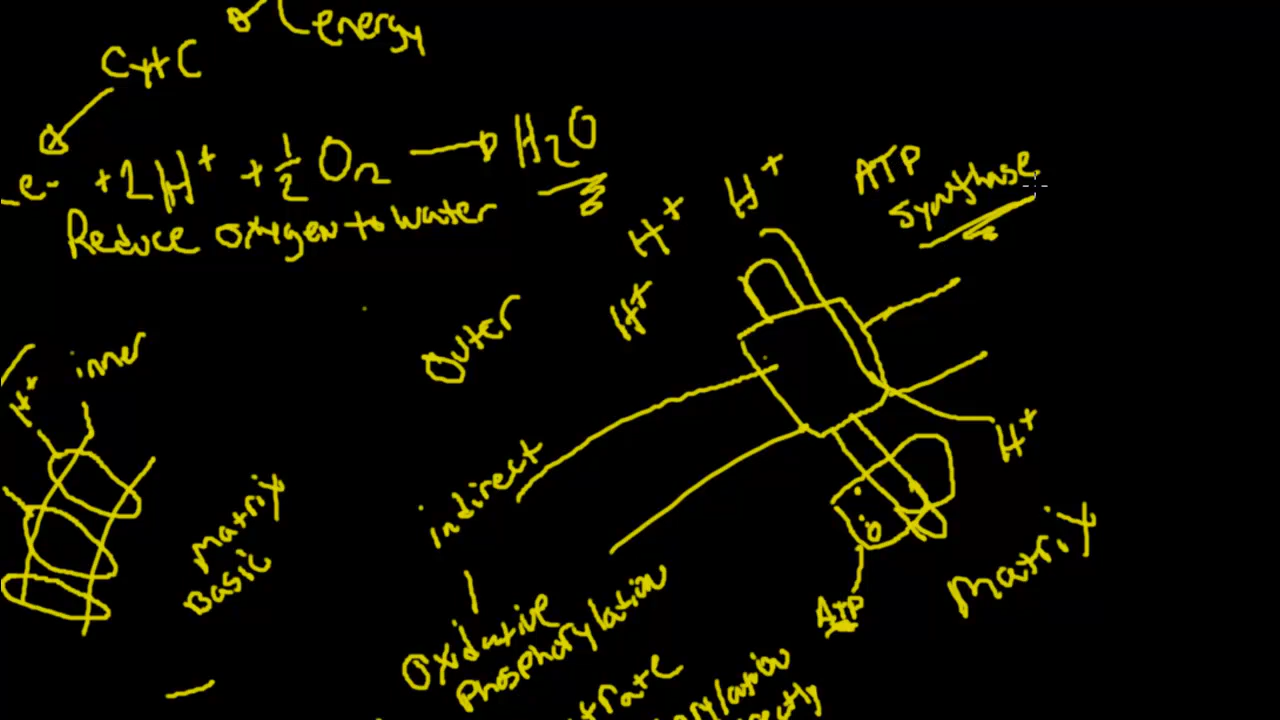 energy
Cyt C
e- + 2H+ + 1/2 O2 → H2O
Reduce oxygen to water
H+
H+
H+
ATP
Synthase
Outer
inner
H+
H+
indirect
matrix
Basic
Matrix
ATP
Oxidative
phosphorylation